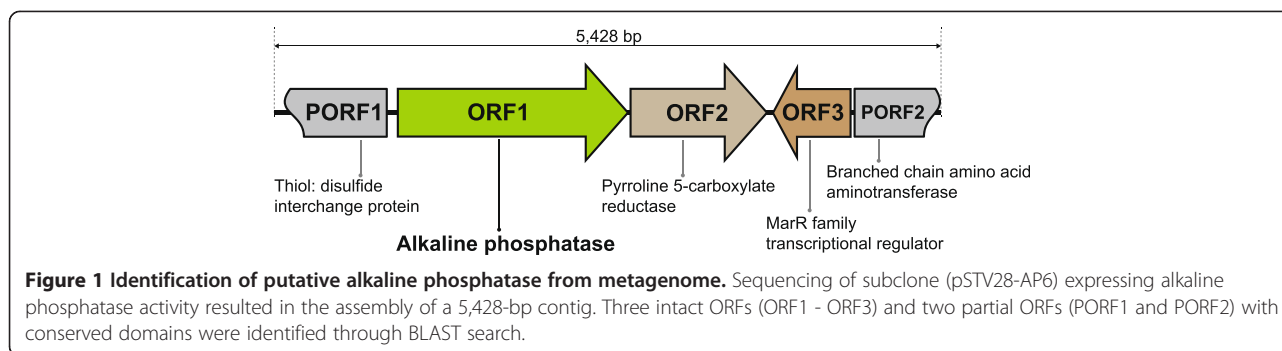 5,428 bp
PORF1
ORF1
ORF2
ORF3
PORF2
Thiol: disulfide
interchange protein
Alkaline phosphatase
Pyrroline 5-carboxylate
reductase
MarR family
transcriptional regulator
Branched chain amino acid
aminotransferase
Figure 1 Identification of putative alkaline phosphatase from metagenome. Sequencing of subclone (pSTV28-AP6) expressing alkaline
phosphatase activity resulted in the assembly of a 5,428-bp contig. Three intact ORFs (ORF1 - ORF3) and two partial ORFs (PORF1 and PORF2) with
conserved domains were identified through BLAST search.